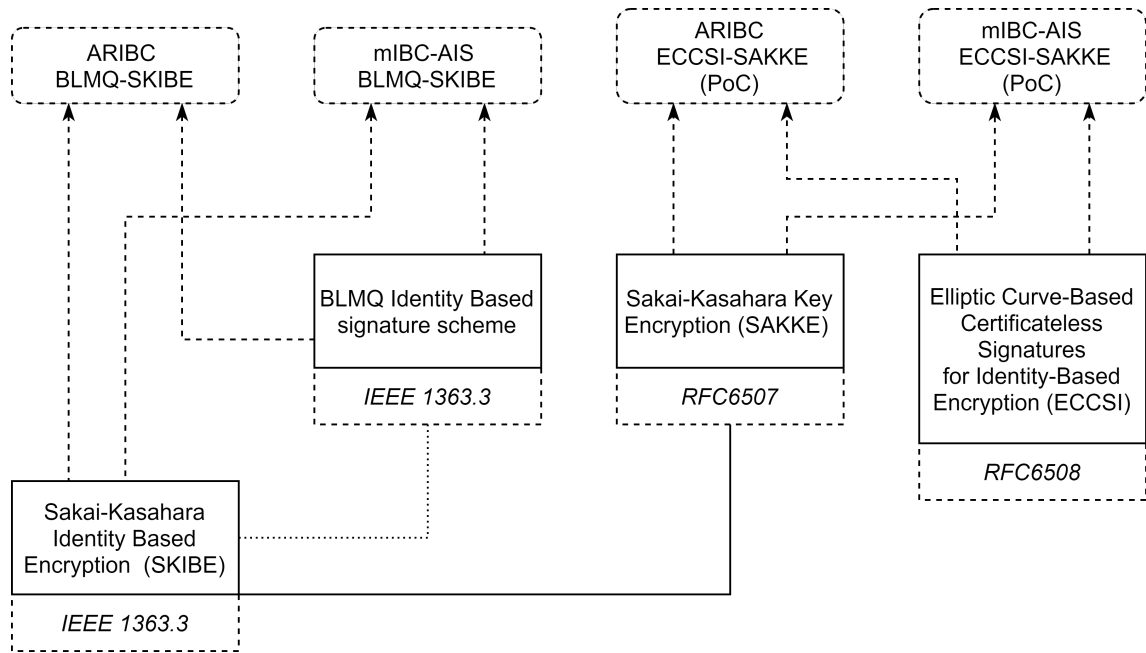 ARIBC
BLMQ-SKIBE
mIBC-AIS
BLMQ-SKIBE
ARIBC
ECCSI-SAKKE
(PoC)
mIBC-AIS
ECCSI-SAKKE
(PoC)
BLMQ Identity Based
signature scheme
IEEE 1363.3
Sakai-Kasahara Key
Encryption (SAKKE)
RFC6507
Elliptic Curve-Based
Certificateless
Signatures
for Identity-Based
Encryption (ECCSI)
RFC6508
Sakai-Kasahara
Identity Based
Encryption (SKIBE)
IEEE 1363.3